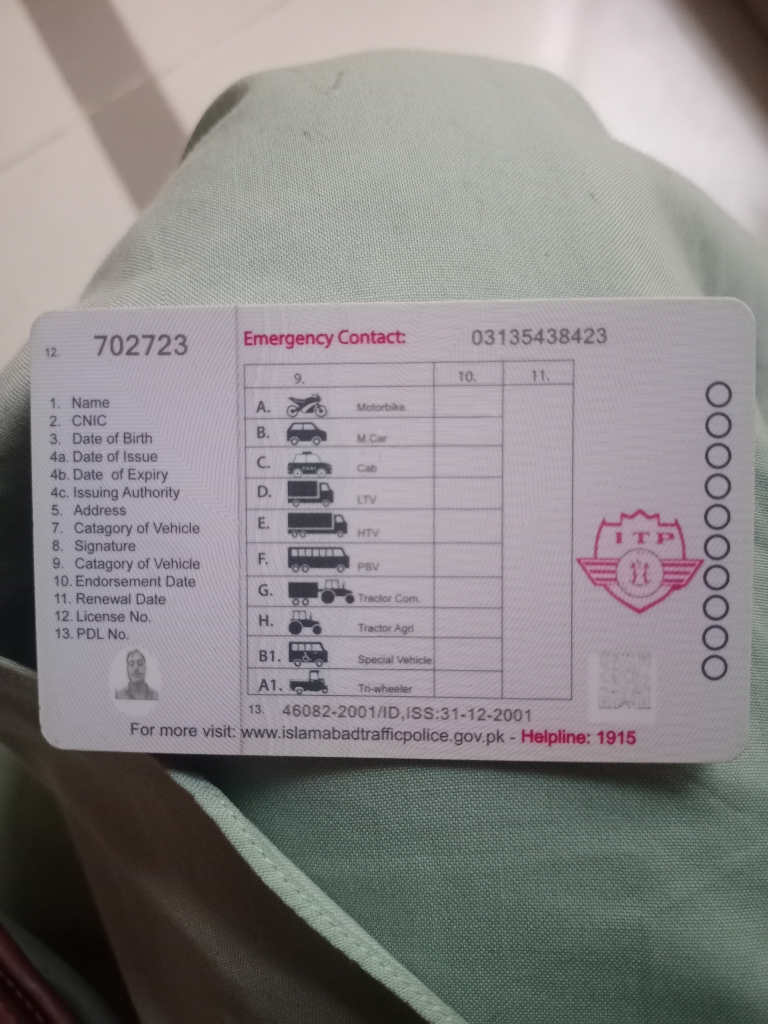 12. 702723
Emergency Contact: 03135438423
1. Name
2. CNIC
3. Date of Birth
4a. Date of Issue
4b. Date of Expiry
4c. Issuing Authority
5. Address
7. Catagory of Vehicle
8. Signature
9. Catagory of Vehicle
10. Endorsement Date
11. Renewal Date
12. License No.
13. PDL No.
9. 10. 11.
A. Motorbike
B. M.Car
C. TAXI Cab
D. LTV
E. HTV
F. PSV
G. Tractor Com.
H. Tractor Agri
B1. Special Vehicle
A1. Tri-wheeler
ITP
13. 46082-2001/ID,ISS:31-12-2001
For more visit: www.islamabadtrafficpolice.gov.pk - Helpline: 1915